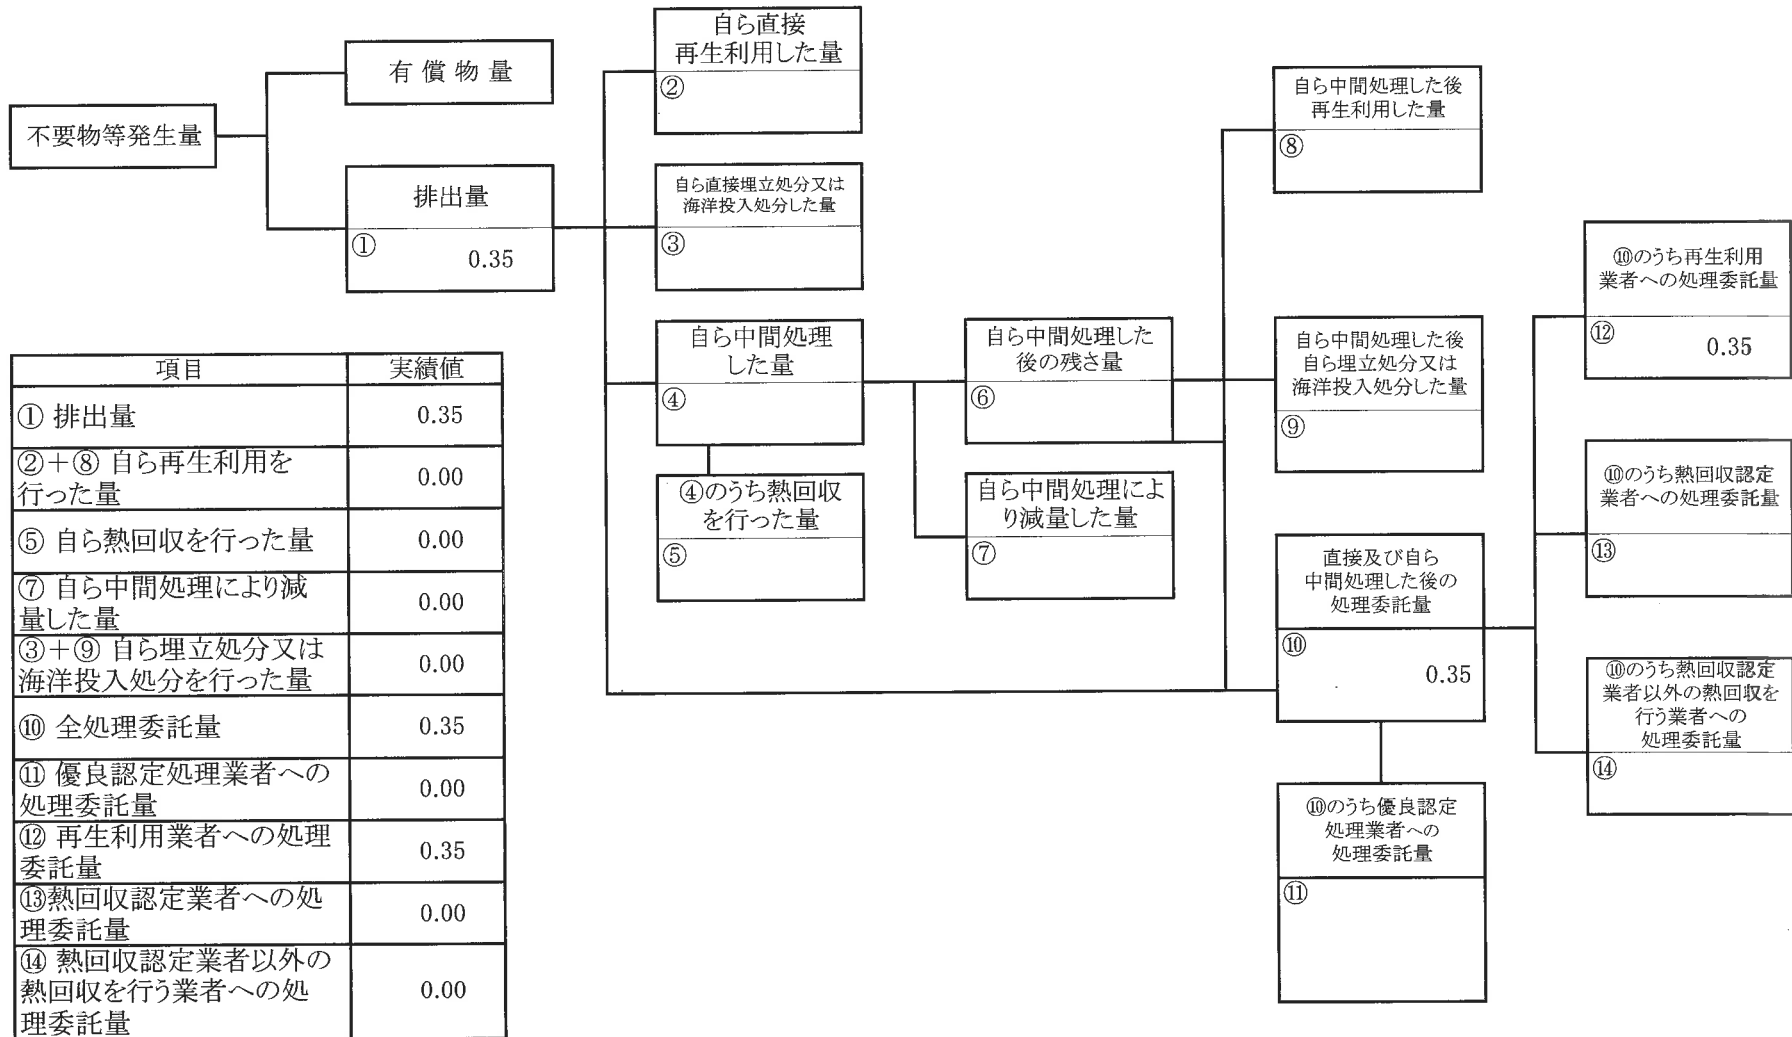 不要物等発生量
有償物量
排出量
①
0.35
自ら直接
再生利用した量
②
自ら直接埋立処分又は
海洋投入処分した量
③
自ら中間処理
した量
④
④のうち熱回収
を行った量
⑤
自ら中間処理した
後の残さ量
⑥
自ら中間処理によ
り減量した量
⑦
自ら中間処理した後
再生利用した量
⑧
自ら中間処理した後
自ら埋立処分又は
海洋投入処分した量
⑨
直接及び自ら
中間処理した後の
処理委託量
⑩
0.35
⑩のうち優良認定
処理業者への
処理委託量
⑪
⑩のうち再生利用
業者への処理委託量
⑫
0.35
⑩のうち熱回収認定
業者への処理委託量
⑬
⑩のうち熱回収認定
業者以外の熱回収を
行う業者への
処理委託量
⑭
項目 実績値
① 排出量 0.35
②+⑧ 自ら再生利用を
行った量 0.00
⑤ 自ら熱回収を行った量 0.00
⑦ 自ら中間処理により減
量した量 0.00
③+⑨ 自ら埋立処分又は
海洋投入処分を行った量 0.00
⑩ 全処理委託量 0.35
⑪ 優良認定処理業者への
処理委託量 0.00
⑫ 再生利用業者への処理
委託量 0.35
⑬熱回収認定業者への処
理委託量 0.00
⑭ 熱回収認定業者以外の
熱回収を行う業者への処
理委託量 0.00